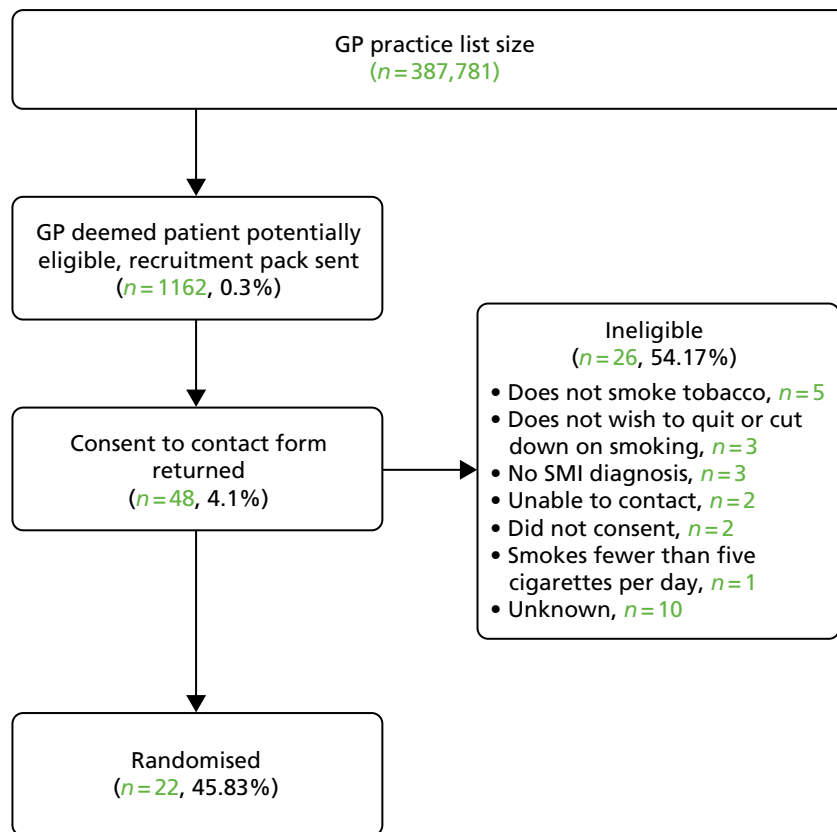 GP practice list size
(n=387,781)
GP deemed patient potentially
eligible, recruitment pack sent
(n=1162, 0.3%)
Consent to contact form
returned
(n=48, 4.1%)
Ineligible
(n=26, 54.17%)
• Does not smoke tobacco, n=5
• Does not wish to quit or cut
down on smoking, n=3
• No SMI diagnosis, n=3
• Unable to contact, n=2
• Did not consent, n=2
• Smokes fewer than five
cigarettes per day, n=1
• Unknown, n=10
Randomised
(n=22, 45.83%)